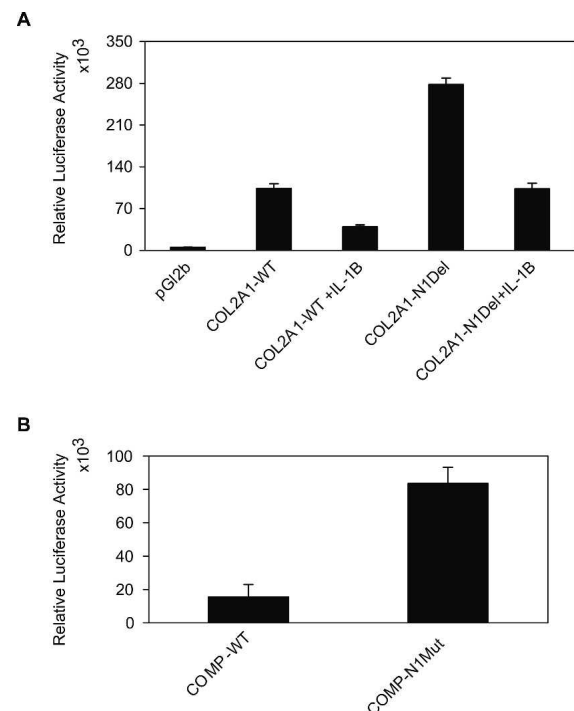 A
Relative Luciferase Activity
x10³
350
280
210
140
70
0
pGl2b
COL2A1-WT
COL2A1-WT +IL-1B
COL2A1-N1Del
COL2A1-N1Del+IL-1B
B
Relative Luciferase Activity
x10³
100
80
60
40
20
0
COMP-WT
COMP-N1Mut